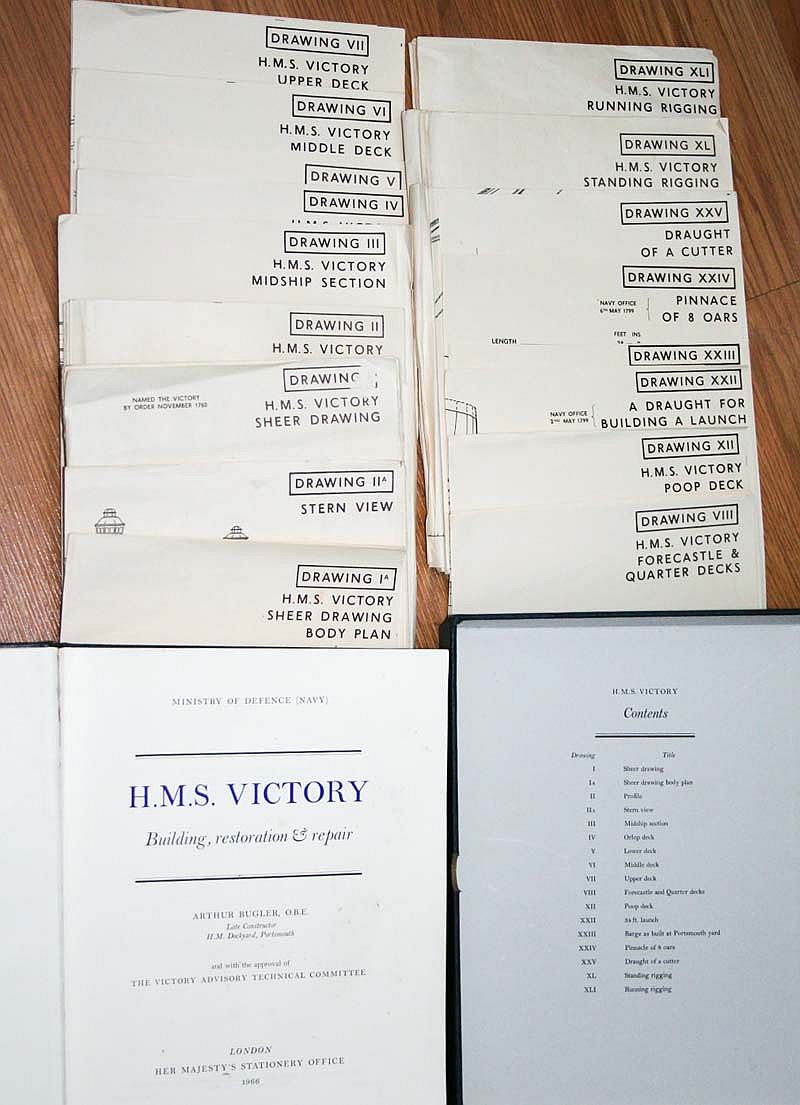 DRAWING VII
H.M.S. VICTORY
UPPER DECK
DRAWING VI
H.M.S. VICTORY
MIDDLE DECK
DRAWING V
DRAWING IV
DRAWING III
H.M.S. VICTORY
MIDSHIP SECTION
DRAWING II
H.M.S. VICTORY
DRAWING
NAMED THE VICTORY
BY ORDER NOVEMBER 1760
H.M.S. VICTORY
SHEER DRAWING
DRAWING IIA
STERN VIEW
DRAWING IA
H.M.S. VICTORY
SHEER DRAWING
BODY PLAN
DRAWING XLI
H.M.S. VICTORY
RUNNING RIGGING
DRAWING XL
H.M.S. VICTORY
STANDING RIGGING
DRAWING XXV
DRAUGHT
OF A CUTTER
DRAWING XXIV
NAVY OFFICE
6TH MAY 1799
PINNACE
OF 8 OARS
FEET INS
LENGTH
DRAWING XXIII
DRAWING XXII
NAVY OFFICE
2ND MAY 1799
A DRAUGHT FOR
BUILDING A LAUNCH
DRAWING XII
H.M.S. VICTORY
POOP DECK
DRAWING VIII
H.M.S. VICTORY
FORECASTLE &
QUARTER DECKS
MINISTRY OF DEFENCE (NAVY)
H.M.S. VICTORY
Building, restoration & repair
ARTHUR BUGLER, O.B.E.
Late Constructor
H.M. Dockyard, Portsmouth
and with the approval of
THE VICTORY ADVISORY TECHNICAL COMMITTEE
LONDON
HER MAJESTY'S STATIONERY OFFICE
1966
H.M.S. VICTORY
Contents
Drawing Title
I Sheer drawing
IA Sheer drawing body plan
II Profile
IIA Stern view
III Midship section
IV Orlop deck
V Lower deck
VI Middle deck
VII Upper deck
VIII Forecastle and Quarter decks
XII Poop deck
XXII 34 ft. launch
XXIII Barge as built at Portsmouth yard
XXIV Pinnacle of 8 oars
XXV Draught of a cutter
XL Standing rigging
XLI Running rigging